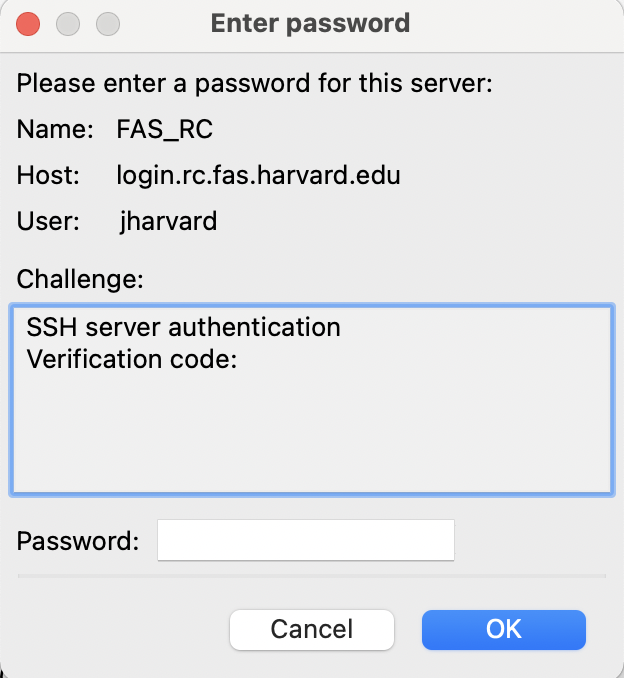 Enter password
Please enter a password for this server:
Name: FAS_RC
Host: login.rc.fas.harvard.edu
User: jharvard
Challenge:
SSH server authentication
Verification code:
Password:
Cancel OK